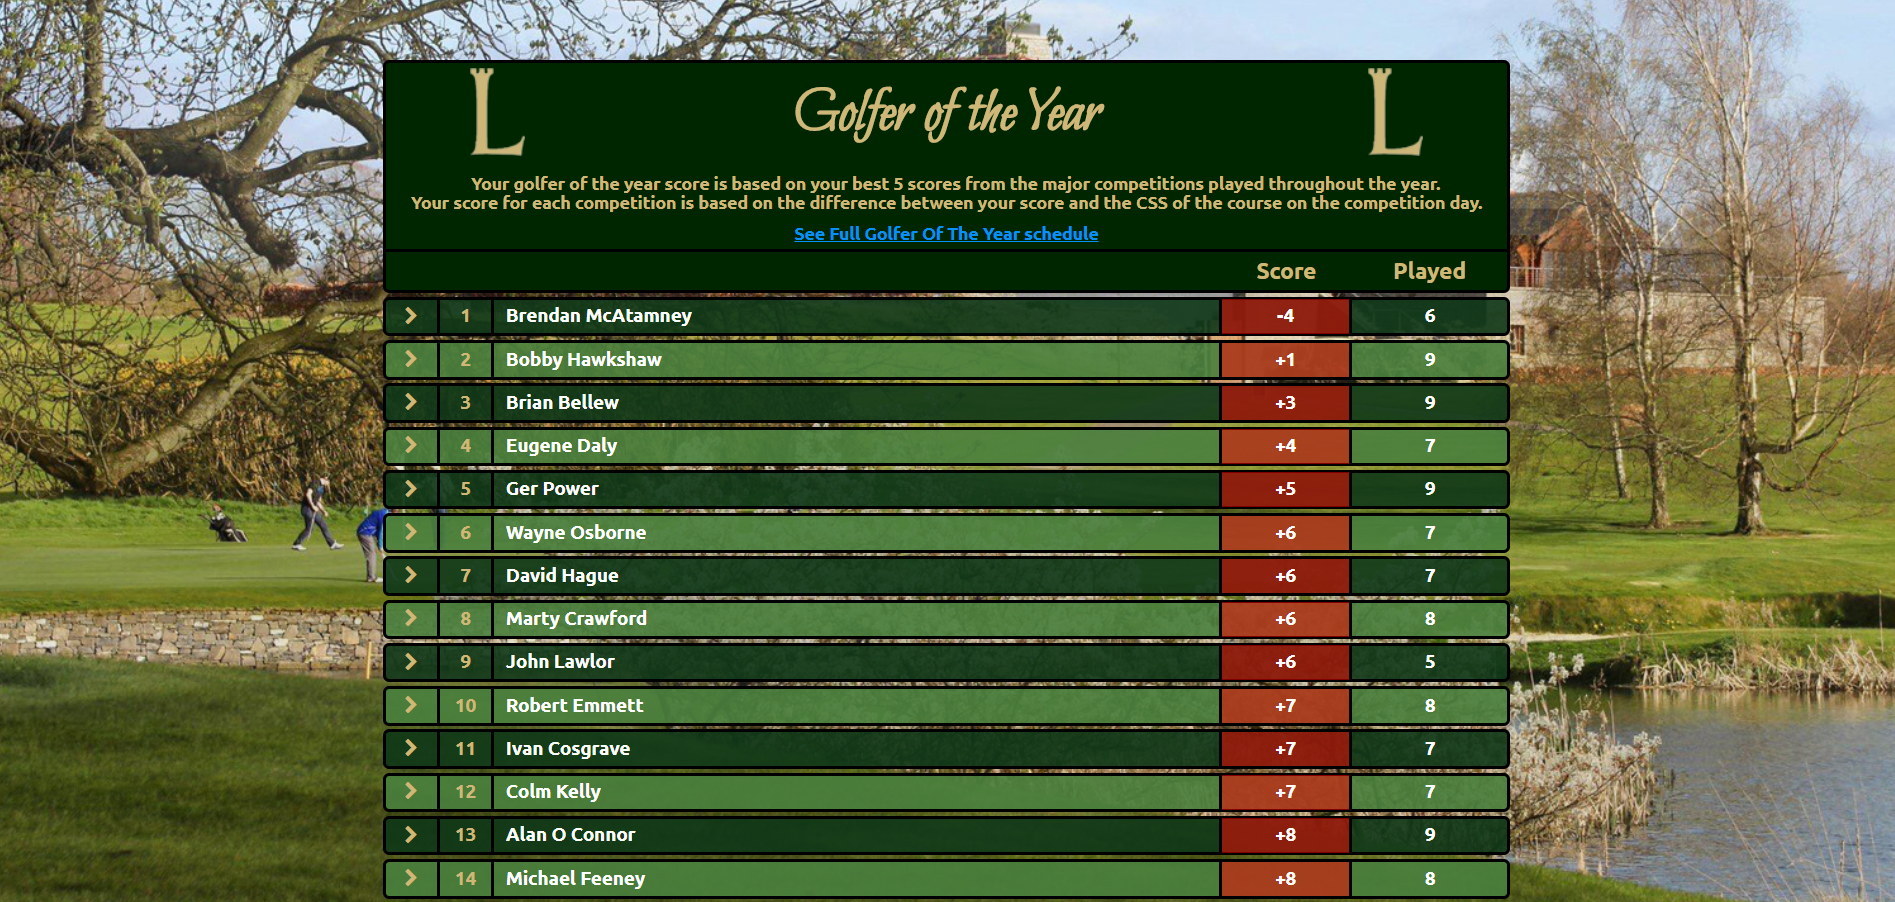 L Golfer of the Year L
Your golfer of the year score is based on your best 5 scores from the major competitions played throughout the year.
Your score for each competition is based on the difference between your score and the CSS of the course on the competition day.
See Full Golfer Of The Year schedule
Score Played
1 Brendan McAtamney -4 6
2 Bobby Hawkshaw +1 9
3 Brian Bellew +3 9
4 Eugene Daly +4 7
5 Ger Power +5 9
6 Wayne Osborne +6 7
7 David Hague +6 7
8 Marty Crawford +6 8
9 John Lawlor +6 5
10 Robert Emmett +7 8
11 Ivan Cosgrave +7 7
12 Colm Kelly +7 7
13 Alan O Connor +8 9
14 Michael Feeney +8 8